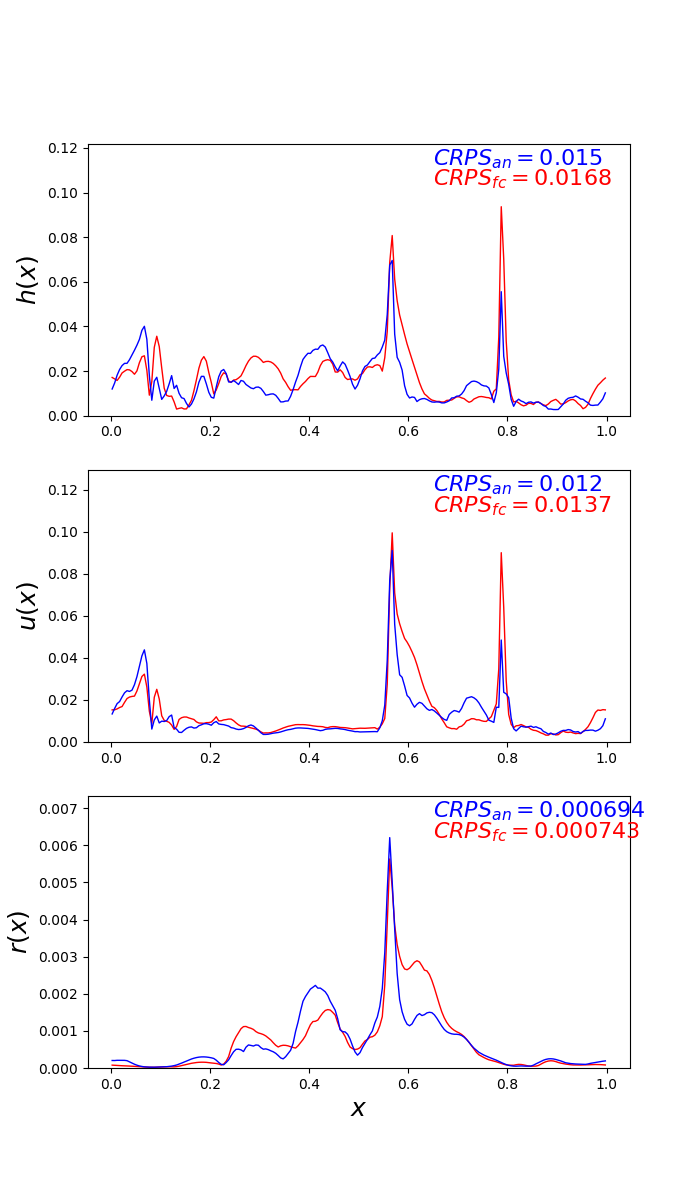 0.12
0.10
0.08
0.06
0.04
0.02
0.00
h(x)
CRPS_an = 0.015
CRPS_fc = 0.0168
0.0 0.2 0.4 0.6 0.8 1.0
0.12
0.10
0.08
0.06
0.04
0.02
0.00
u(x)
CRPS_an = 0.012
CRPS_fc = 0.0137
0.0 0.2 0.4 0.6 0.8 1.0
0.007
0.006
0.005
0.004
0.003
0.002
0.001
0.000
r(x)
CRPS_an = 0.000694
CRPS_fc = 0.000743
0.0 0.2 0.4 0.6 0.8 1.0
x